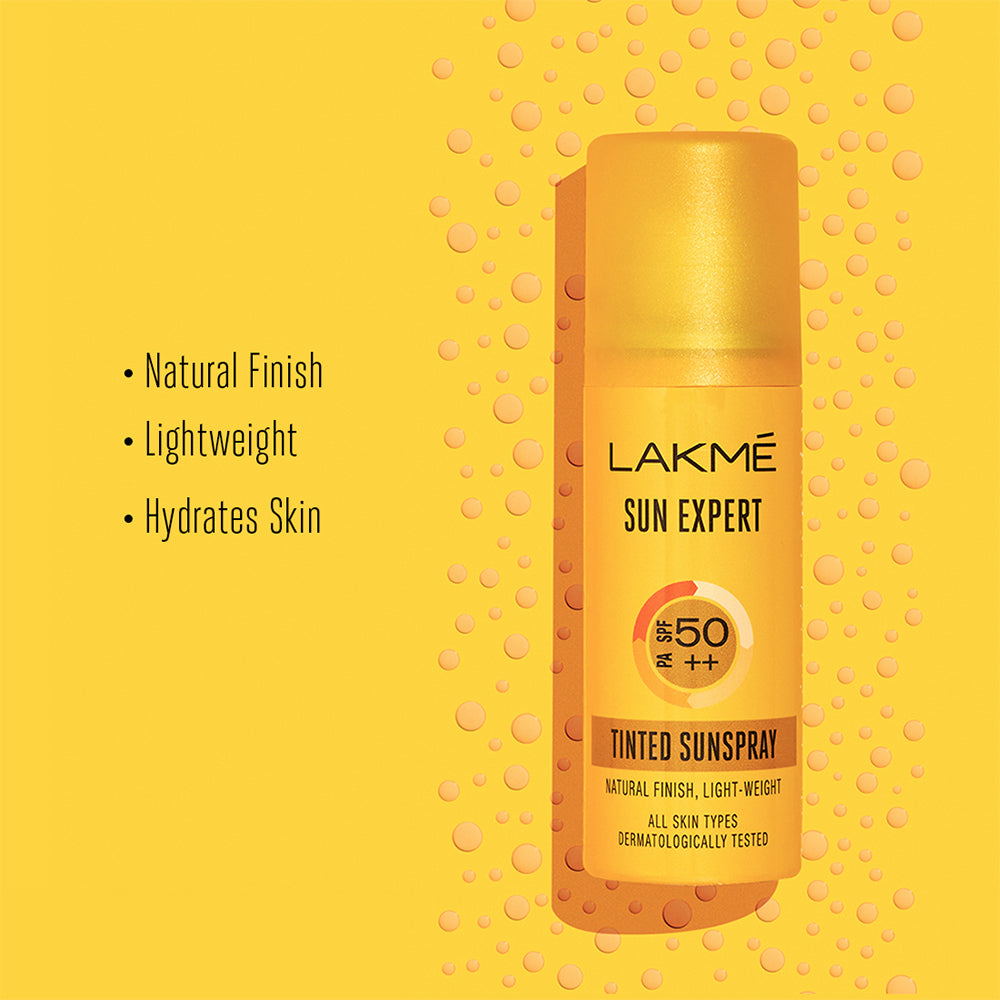 • Natural Finish
• Lightweight
• Hydrates Skin
LAKMÉ
SUN EXPERT
PA SPF 50
++
TINTED SUNSPRAY
NATURAL FINISH, LIGHT-WEIGHT
ALL SKIN TYPES
DERMATOLOGICALLY TESTED